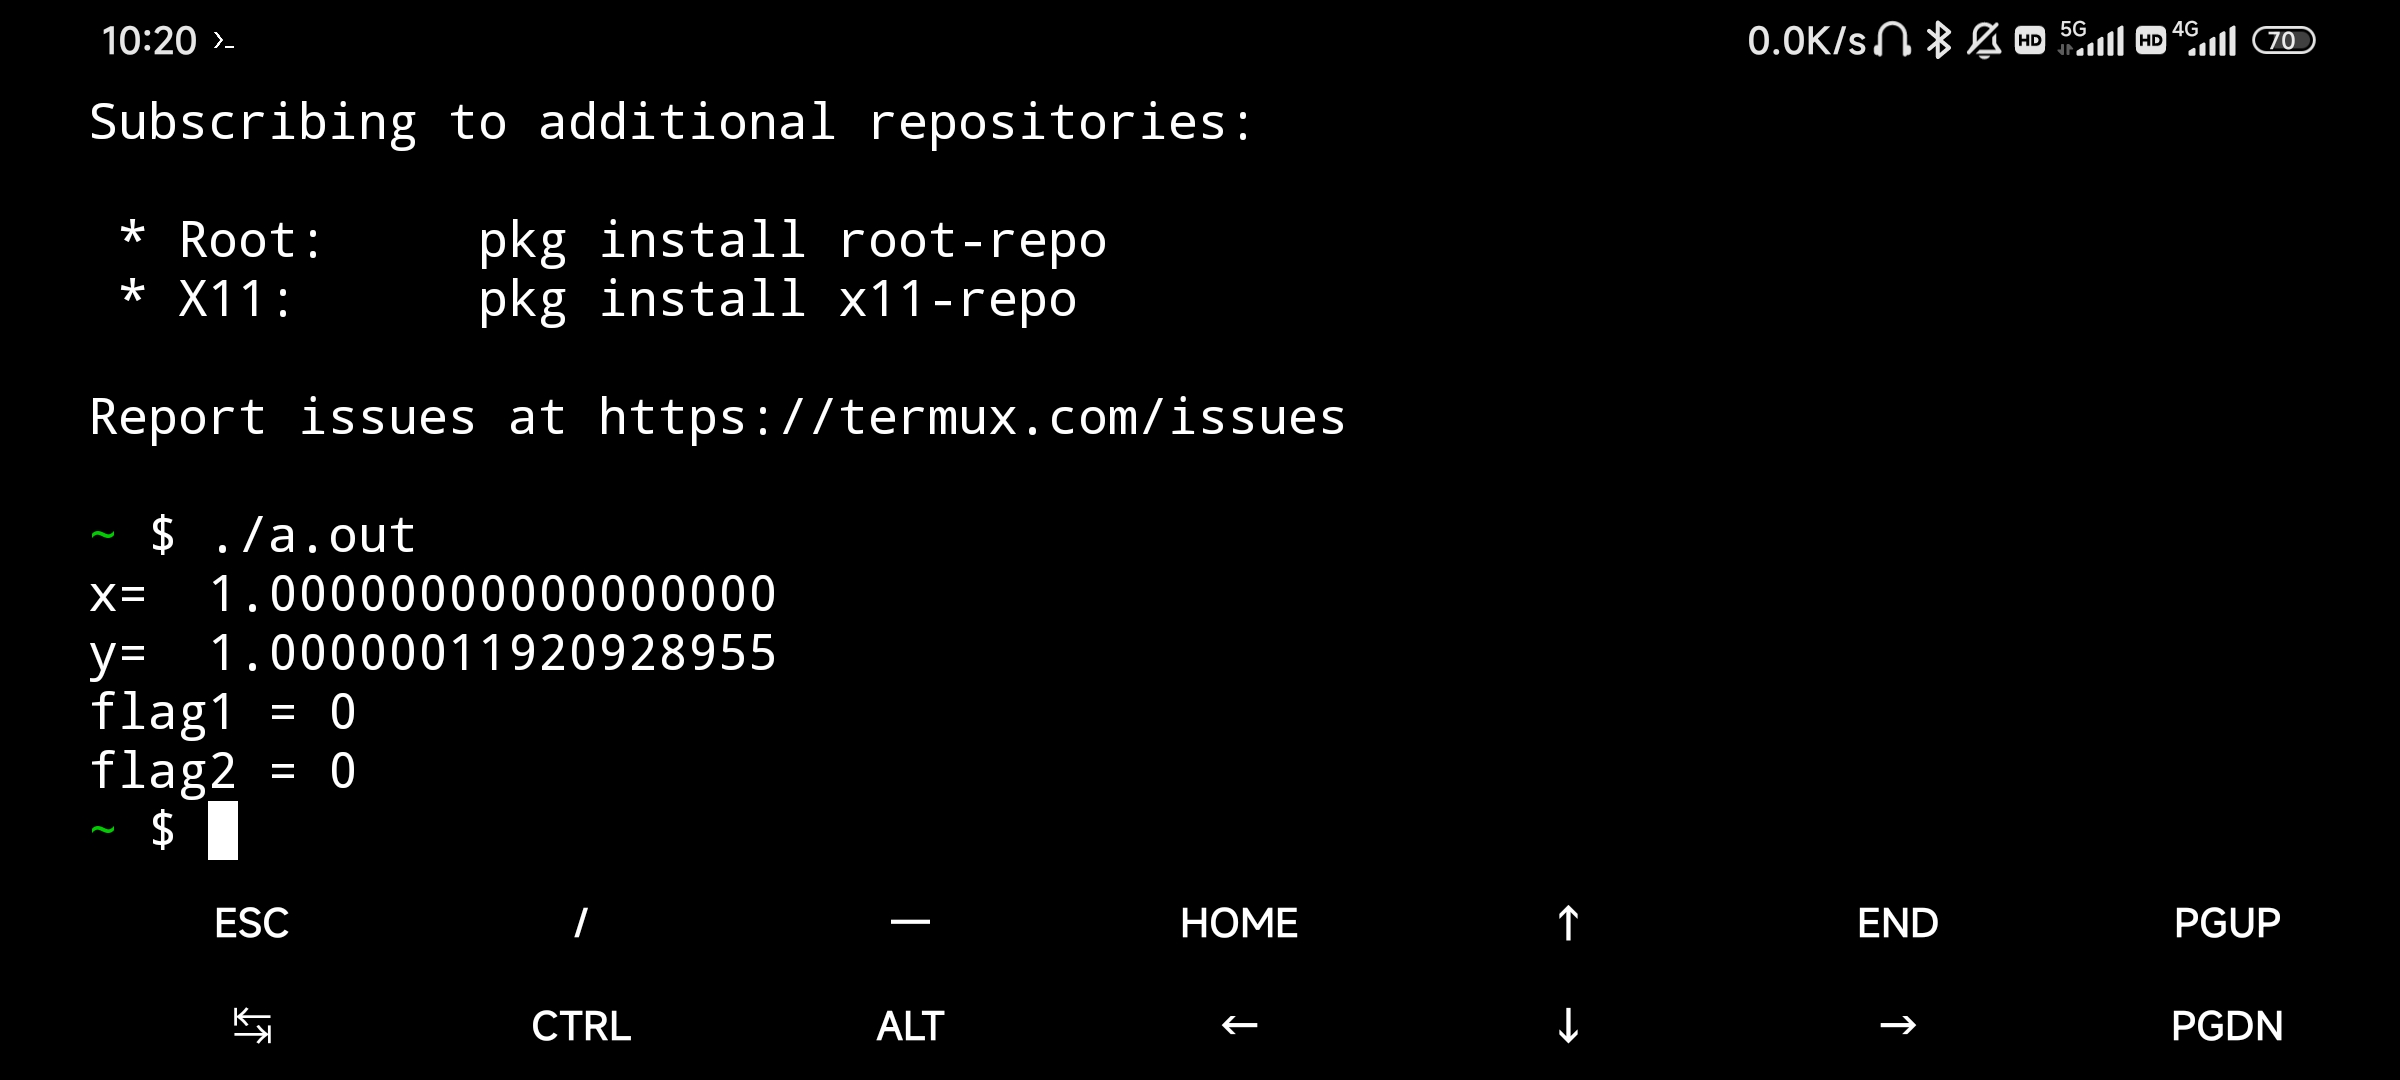 10:20 0.0K/s HD 5G HD 4G 70
Subscribing to additional repositories:
* Root: pkg install root-repo
* X11: pkg install x11-repo
Report issues at https://termux.com/issues
~ $ ./a.out
x= 1.00000000000000000
y= 1.00000011920928955
flag1 = 0
flag2 = 0
~ $
ESC / — HOME ↑ END PGUP
↹ CTRL ALT ← ↓ → PGDN